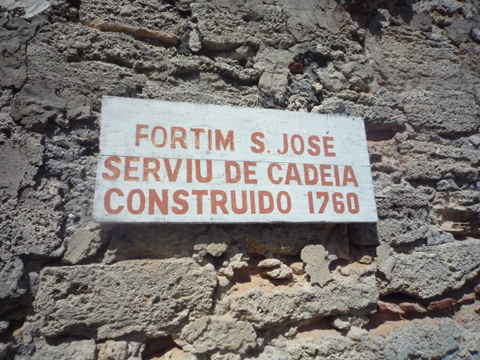 FORTIM S. JOSÉ
SERVIU DE CADEIA
CONSTRUIDO 1760